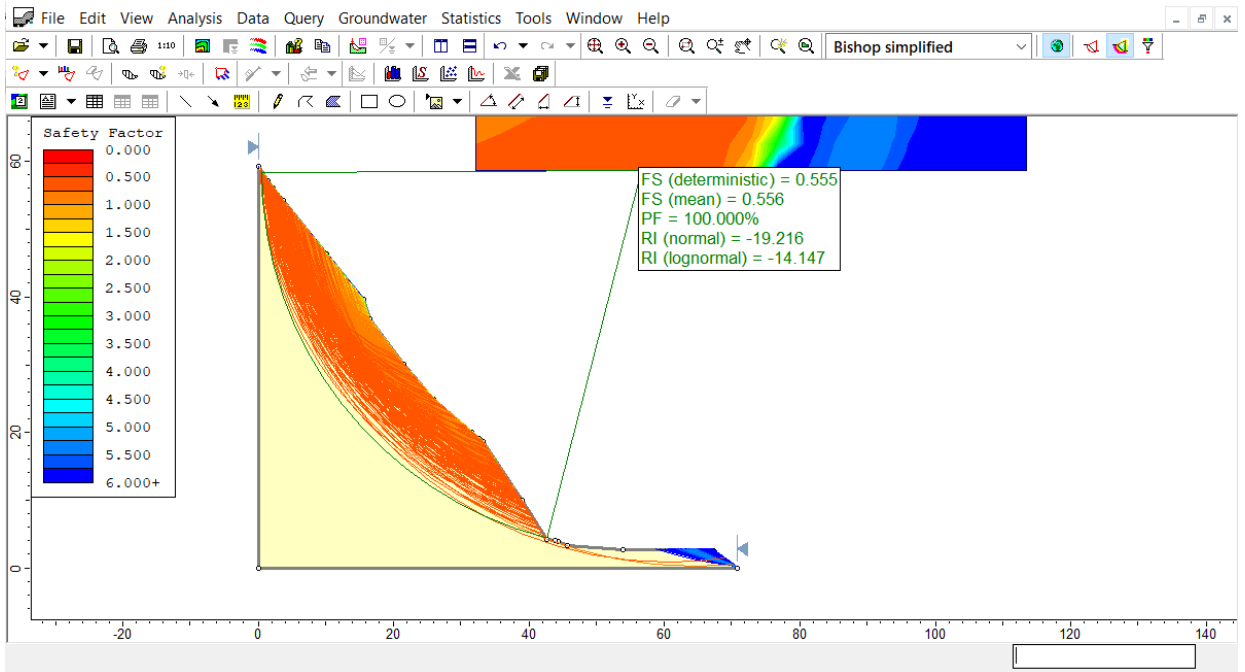 File Edit View Analysis Data Query Groundwater Statistics Tools Window Help
1:10
Bishop simplified
Safety Factor
0.000
0.500
1.000
1.500
2.000
2.500
3.000
3.500
4.000
4.500
5.000
5.500
6.000+
FS (deterministic) = 0.555
FS (mean) = 0.556
PF = 100.000%
RI (normal) = -19.216
RI (lognormal) = -14.147
60
40
20
0
-20 0 20 40 60 80 100 120 140